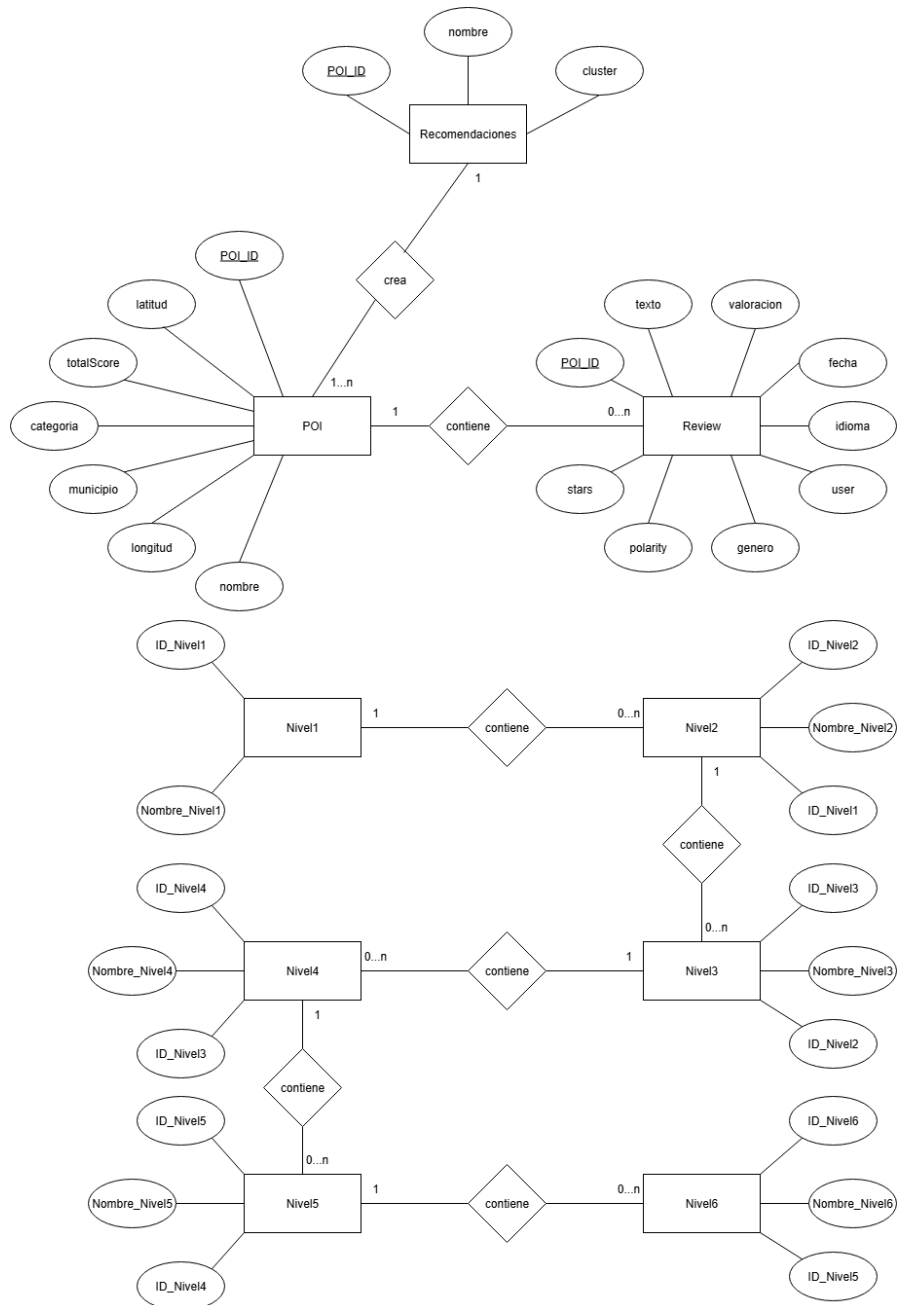 nombre
POI_ID
cluster
Recomendaciones
1
POI_ID
crea
latitud
texto
valoracion
totalScore
POI_ID
fecha
1...n
categoria
POI
1
contiene
0...n
Review
idioma
municipio
stars
user
longitud
polarity
genero
nombre
ID_Nivel1
ID_Nivel2
Nivel1
1
contiene
0...n
Nivel2
Nombre_Nivel2
1
Nombre_Nivel1
ID_Nivel1
contiene
ID_Nivel4
ID_Nivel3
0...n
Nombre_Nivel4
Nivel4
0...n
contiene
1
Nivel3
Nombre_Nivel3
1
ID_Nivel3
ID_Nivel2
contiene
ID_Nivel5
ID_Nivel6
0...n
Nombre_Nivel5
Nivel5
1
contiene
0...n
Nivel6
Nombre_Nivel6
ID_Nivel4
ID_Nivel5